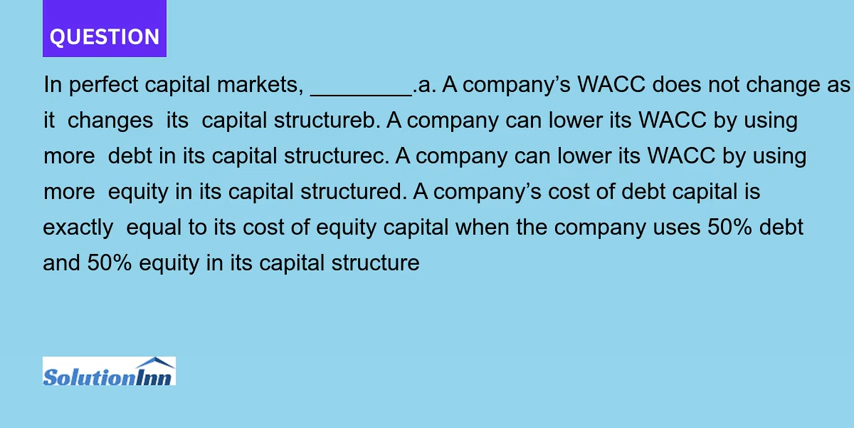 QUESTION
In perfect capital markets, ________.a. A company’s WACC does not change as
it changes its capital structureb. A company can lower its WACC by using
more debt in its capital structurec. A company can lower its WACC by using
more equity in its capital structured. A company’s cost of debt capital is
exactly equal to its cost of equity capital when the company uses 50% debt
and 50% equity in its capital structure
SolutionInn